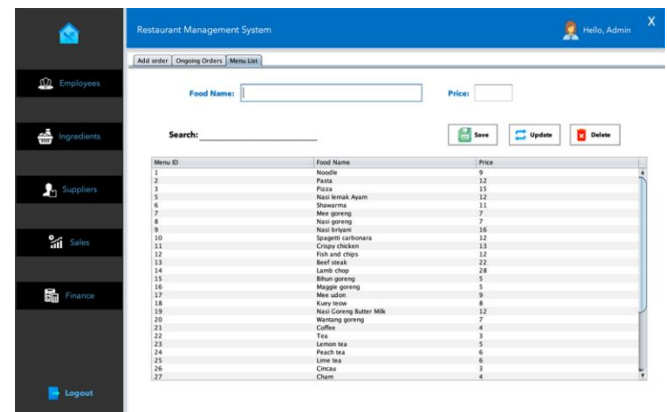 Restaurant Management System
Hello, Admin
X
Add order
Ongoing Orders
Menu List
Employees
Ingredients
Suppliers
Sales
Finance
Logout
Food Name:
Price:
Search:
Save
Update
Delete
Menu ID Food Name Price
1 Noodle 9
2 Pasta 12
3 Pizza 15
5 Nasi lemak Ayam 12
6 Shawarma 11
7 Mee goreng 7
8 Nasi goreng 7
9 Nasi briyani 16
10 Spagetti carbonara 12
11 Crispy chicken 13
12 Fish and chips 12
13 Beef steak 22
14 Lamb chop 28
15 Bihun goreng 5
16 Maggie goreng 5
17 Mee udon 9
18 Kuey teow 8
19 Nasi Goreng Butter Milk 12
20 Wantang goreng 7
21 Coffee 4
22 Tea 3
23 Lemon tea 5
24 Peach tea 6
25 Lime tea 6
26 Cincau 3
27 Cham 4